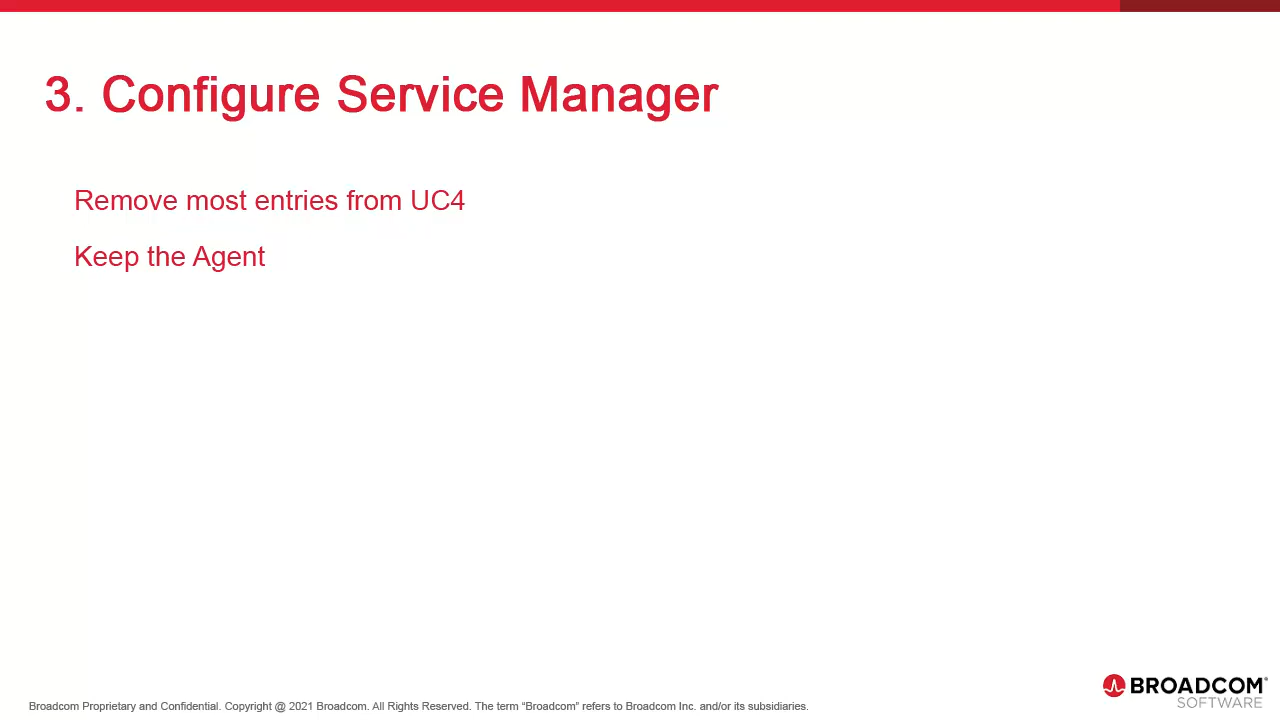 3. Configure Service Manager
Remove most entries from UC4
Keep the Agent
BROADCOM®
SOFTWARE
Broadcom Proprietary and Confidential. Copyright @ 2021 Broadcom. All Rights Reserved. The term “Broadcom” refers to Broadcom Inc. and/or its subsidiaries.